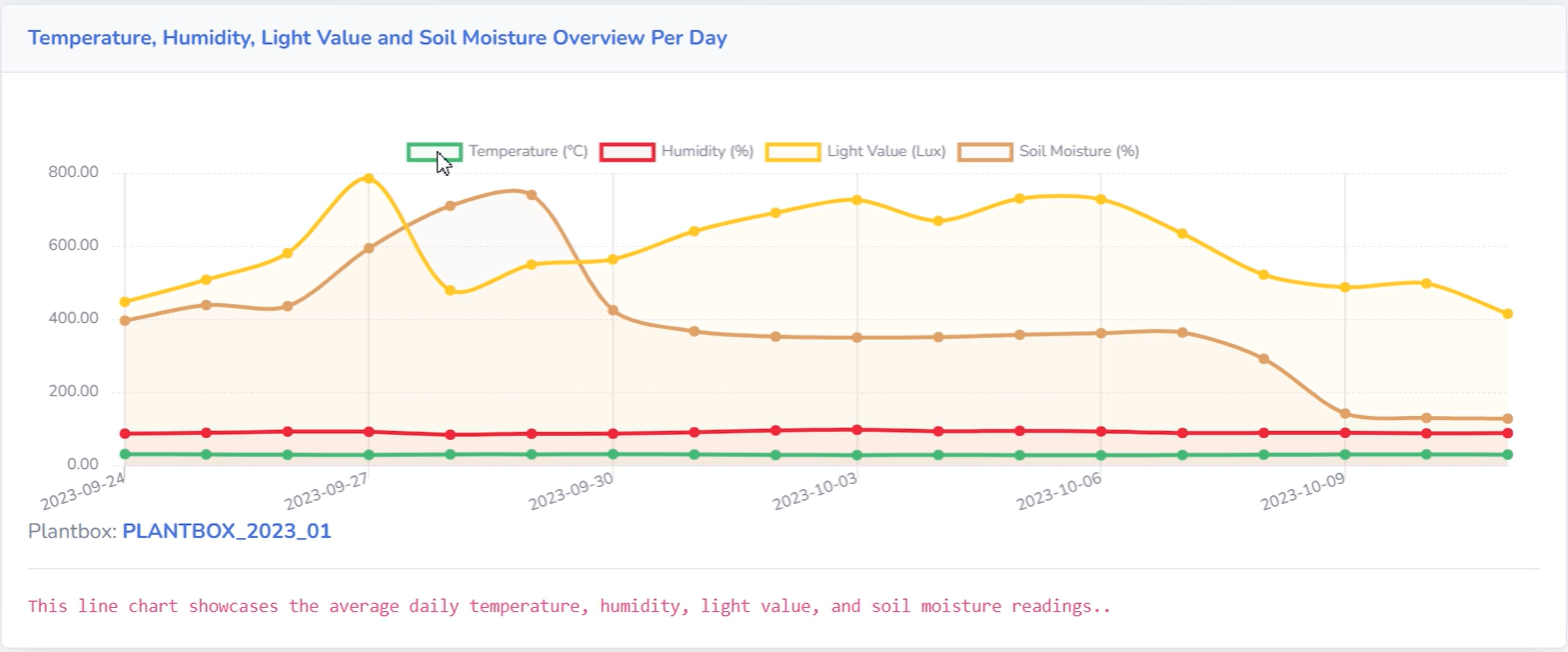 Temperature, Humidity, Light Value and Soil Moisture Overview Per Day
Temperature (°C) Humidity (%) Light Value (Lux) Soil Moisture (%)
800.00
600.00
400.00
200.00
0.00
2023-09-24 2023-09-27 2023-09-30 2023-10-03 2023-10-06 2023-10-09
Plantbox: PLANTBOX_2023_01
This line chart showcases the average daily temperature, humidity, light value, and soil moisture readings..